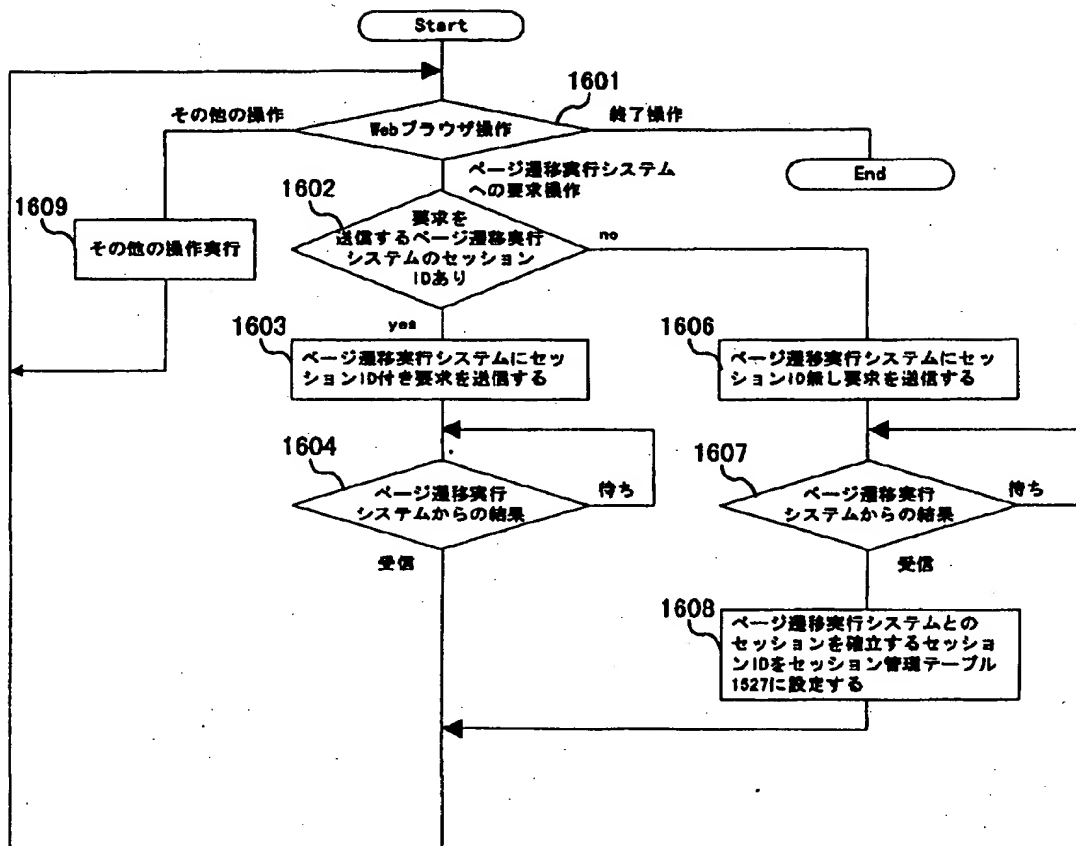 Start
1601
その他の操作
Webブラウザ操作
終了操作
End
ページ遷移実行システム
への要求操作
1602
要求を
送信するページ遷移実行
システムのセッション
IDあり
no
yes
1609
その他の操作実行
1603
ページ遷移実行システムにセッ
ションID付き要求を送信する
1606
ページ遷移実行システムにセッ
ションID無し要求を送信する
1604
ページ遷移実行
システムからの結果
待ち
受信
1607
ページ遷移実行
システムからの結果
待ち
受信
1608
ページ遷移実行システムとの
セッションを確立するセッショ
ンIDをセッション管理テーブル
1527に設定する